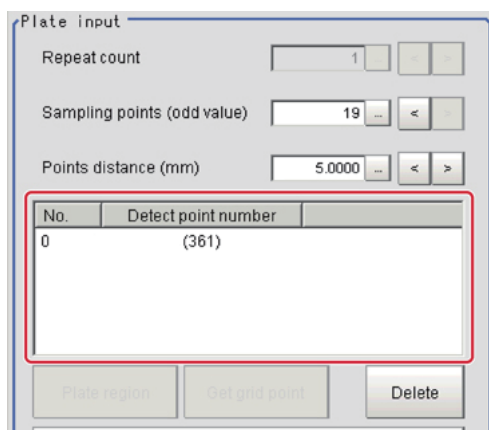 Plate input
Repeat count 1 ... < >
Sampling points (odd value) 19 ... < >
Points distance (mm) 5.0000 ... < >
No. Detect point number
0 (361)
Plate region Get grid point Delete